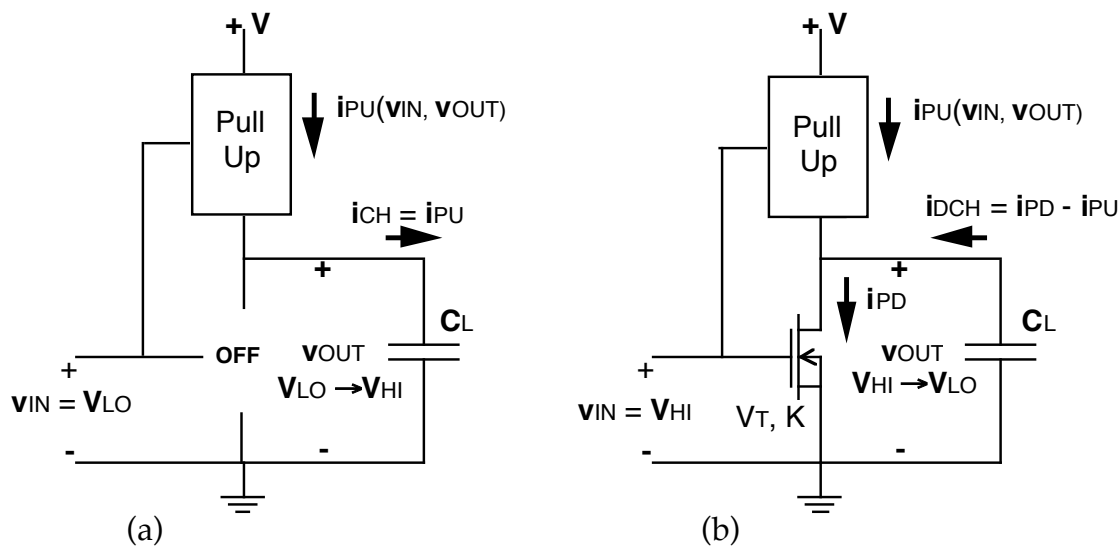 + V
Pull
Up
iPU(vIN, vOUT)
iCH = iPU
+
CL
OFF
vOUT
VLO → VHI
+
vIN = VLO
-
-
(a)
+ V
Pull
Up
iPU(vIN, vOUT)
iDCH = iPD - iPU
+
iPD
CL
vOUT
VHI → VLO
+
vIN = VHI
VT, K
-
-
(b)